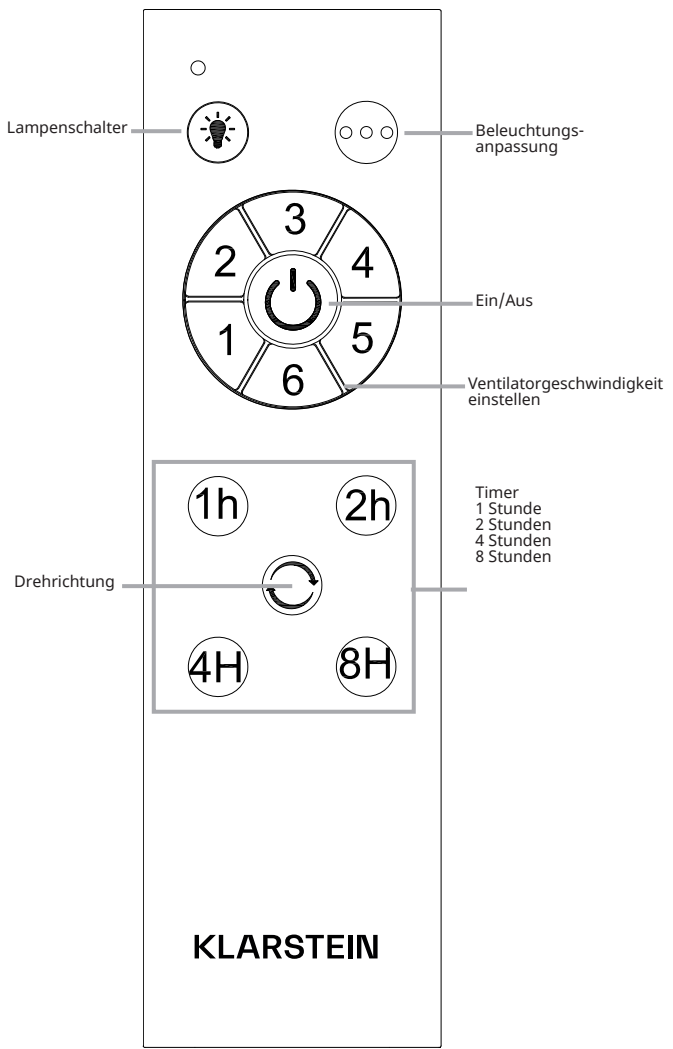 Lampenschalter
Beleuchtungs-
anpassung
3
2
4
Ein/Aus
1
5
6
Ventilatorgeschwindigkeit
einstellen
1h
2h
Timer
1 Stunde
2 Stunden
4 Stunden
8 Stunden
Drehrichtung
4H
8H
KLARSTEIN